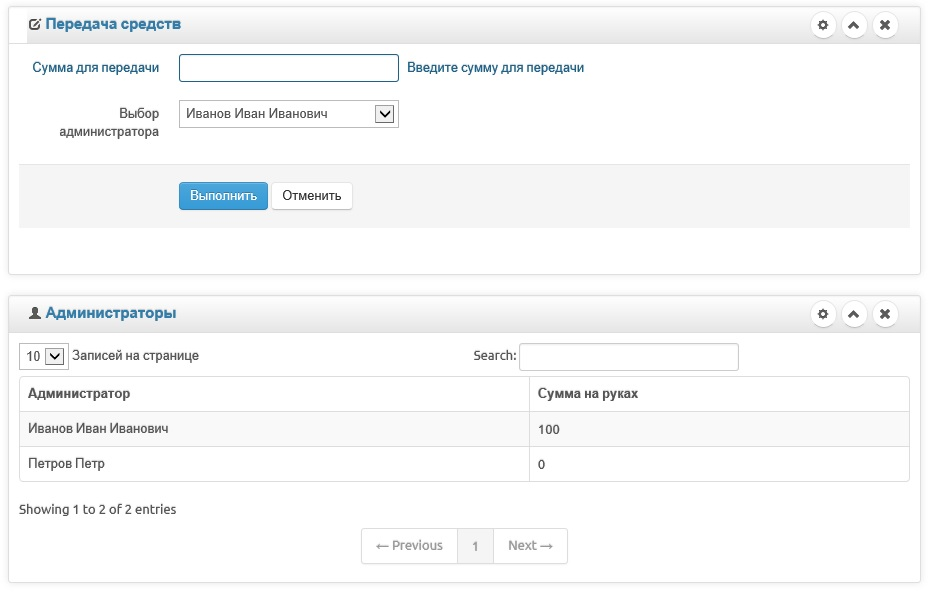 Передача средств
Сумма для передачи Введите сумму для передачи
Выбор Иванов Иван Иванович
администратора
Выполнить Отменить
Администраторы
10 Записей на странице Search:
Администратор Сумма на руках
Иванов Иван Иванович 100
Петров Петр 0
Showing 1 to 2 of 2 entries
← Previous 1 Next →